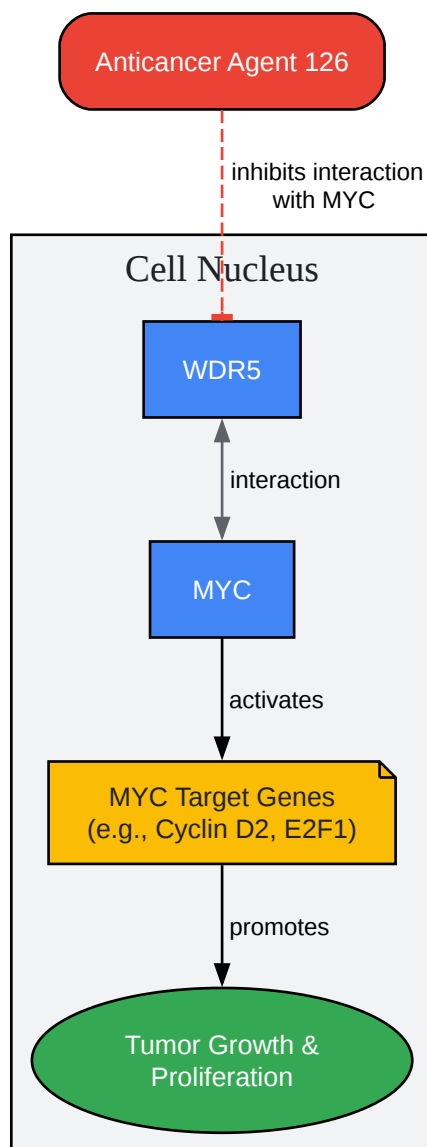 Anticancer Agent 126
inhibits interaction
with MYC
Cell Nucleus
WDR5
interaction
MYC
activates
MYC Target Genes
(e.g., Cyclin D2, E2F1)
promotes
Tumor Growth &
Proliferation